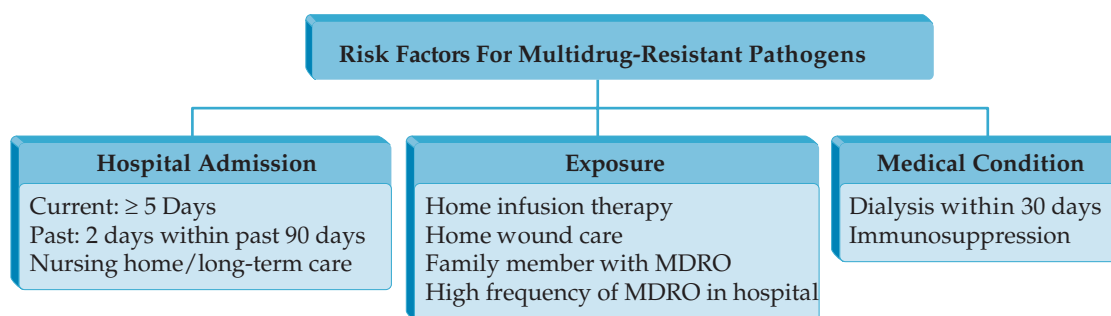 Risk Factors For Multidrug-Resistant Pathogens
Hospital Admission
Current: ≥ 5 Days
Past: 2 days within past 90 days
Nursing home/long-term care
Exposure
Home infusion therapy
Home wound care
Family member with MDRO
High frequency of MDRO in hospital
Medical Condition
Dialysis within 30 days
Immunosuppression